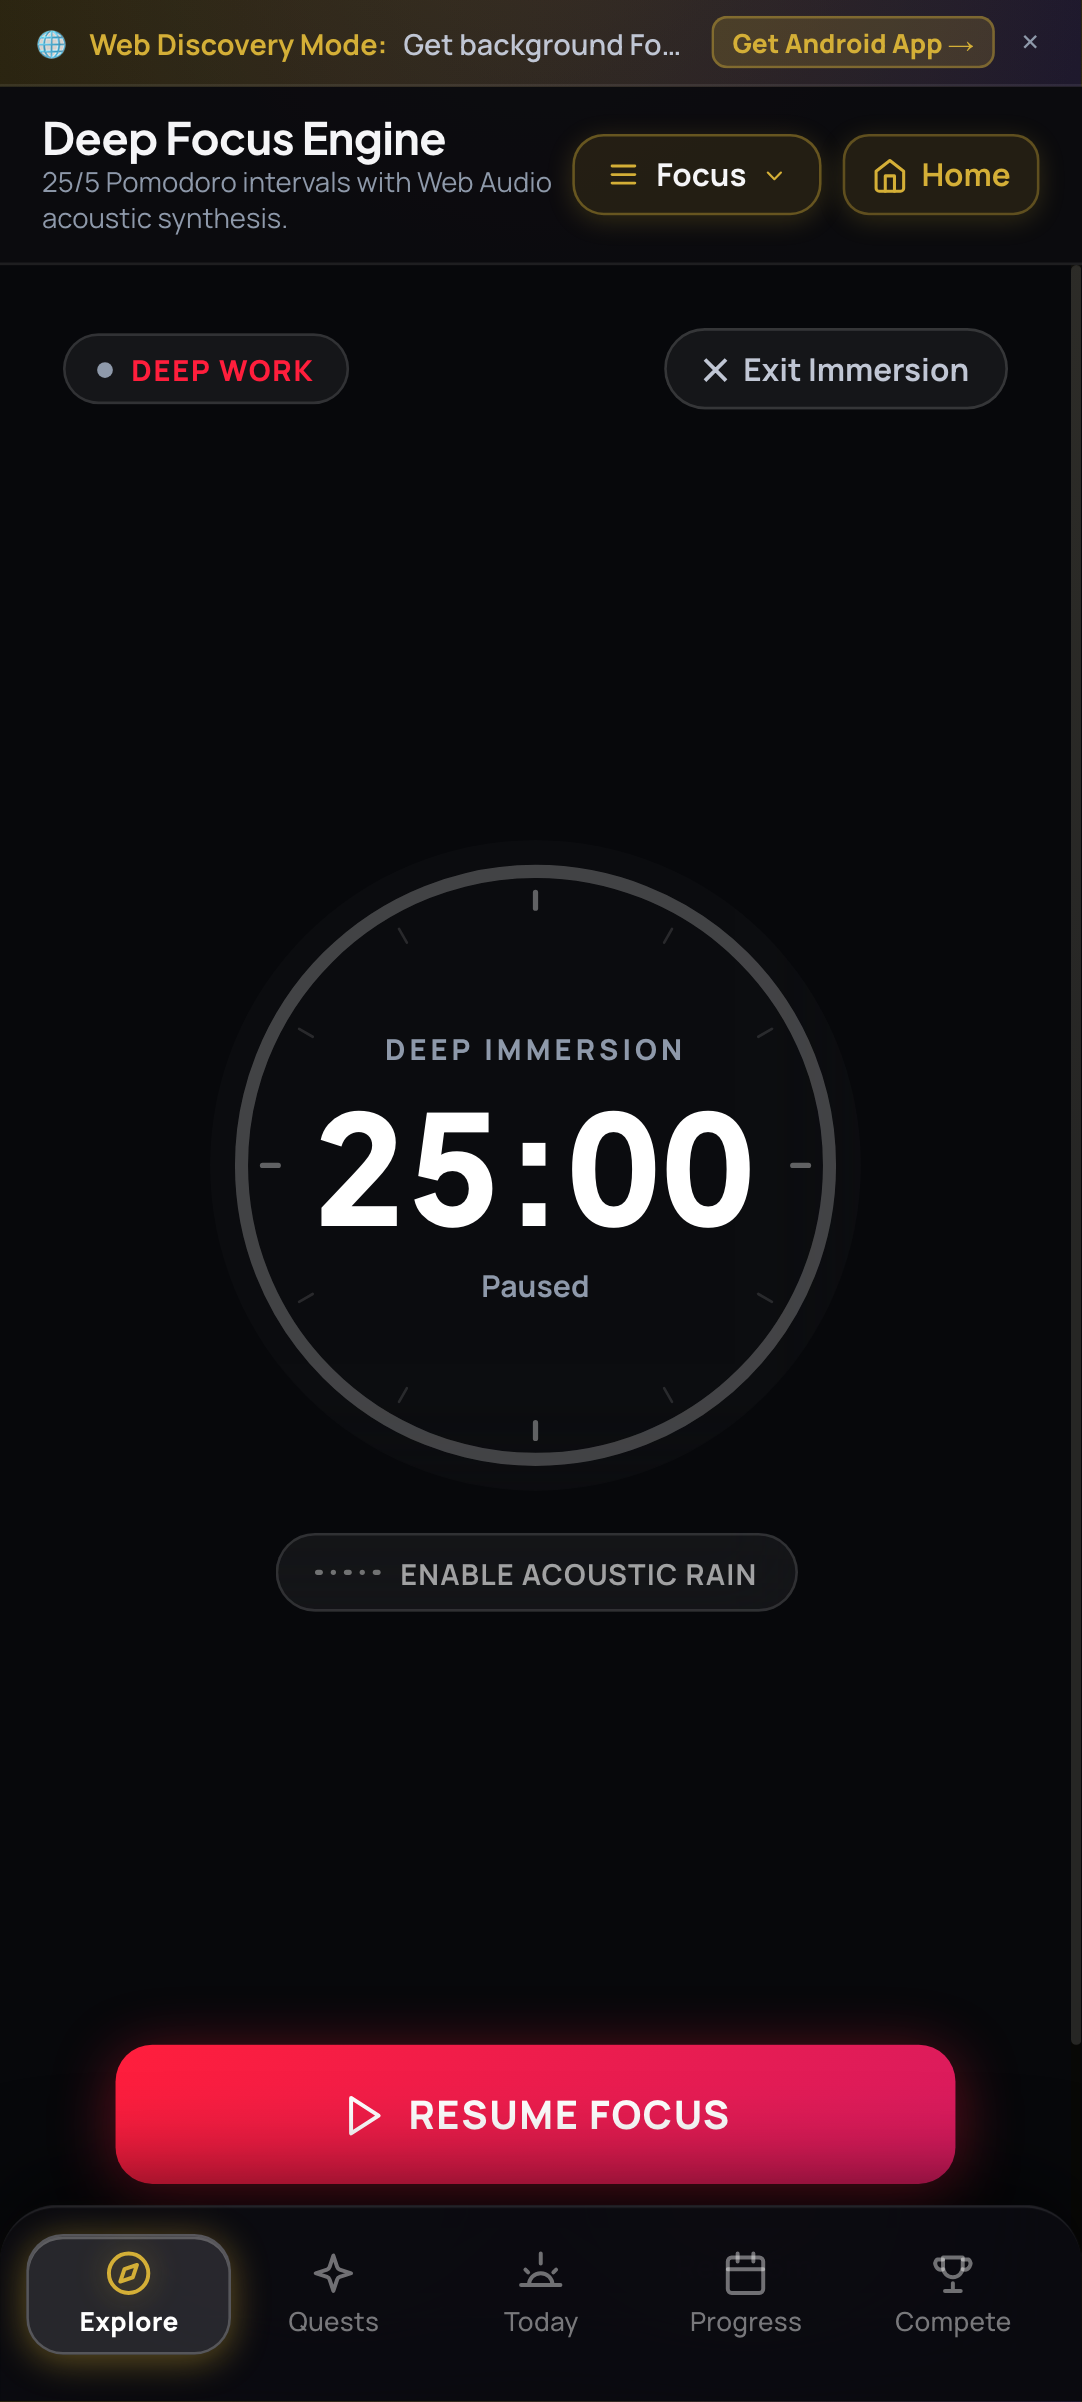 Web Discovery Mode: Get background Fo...
Get Android App →
×
Deep Focus Engine
25/5 Pomodoro intervals with Web Audio
acoustic synthesis.
Focus
Home
DEEP WORK
Exit Immersion
DEEP IMMERSION
25:00
Paused
ENABLE ACOUSTIC RAIN
RESUME FOCUS
Explore
Quests
Today
Progress
Compete